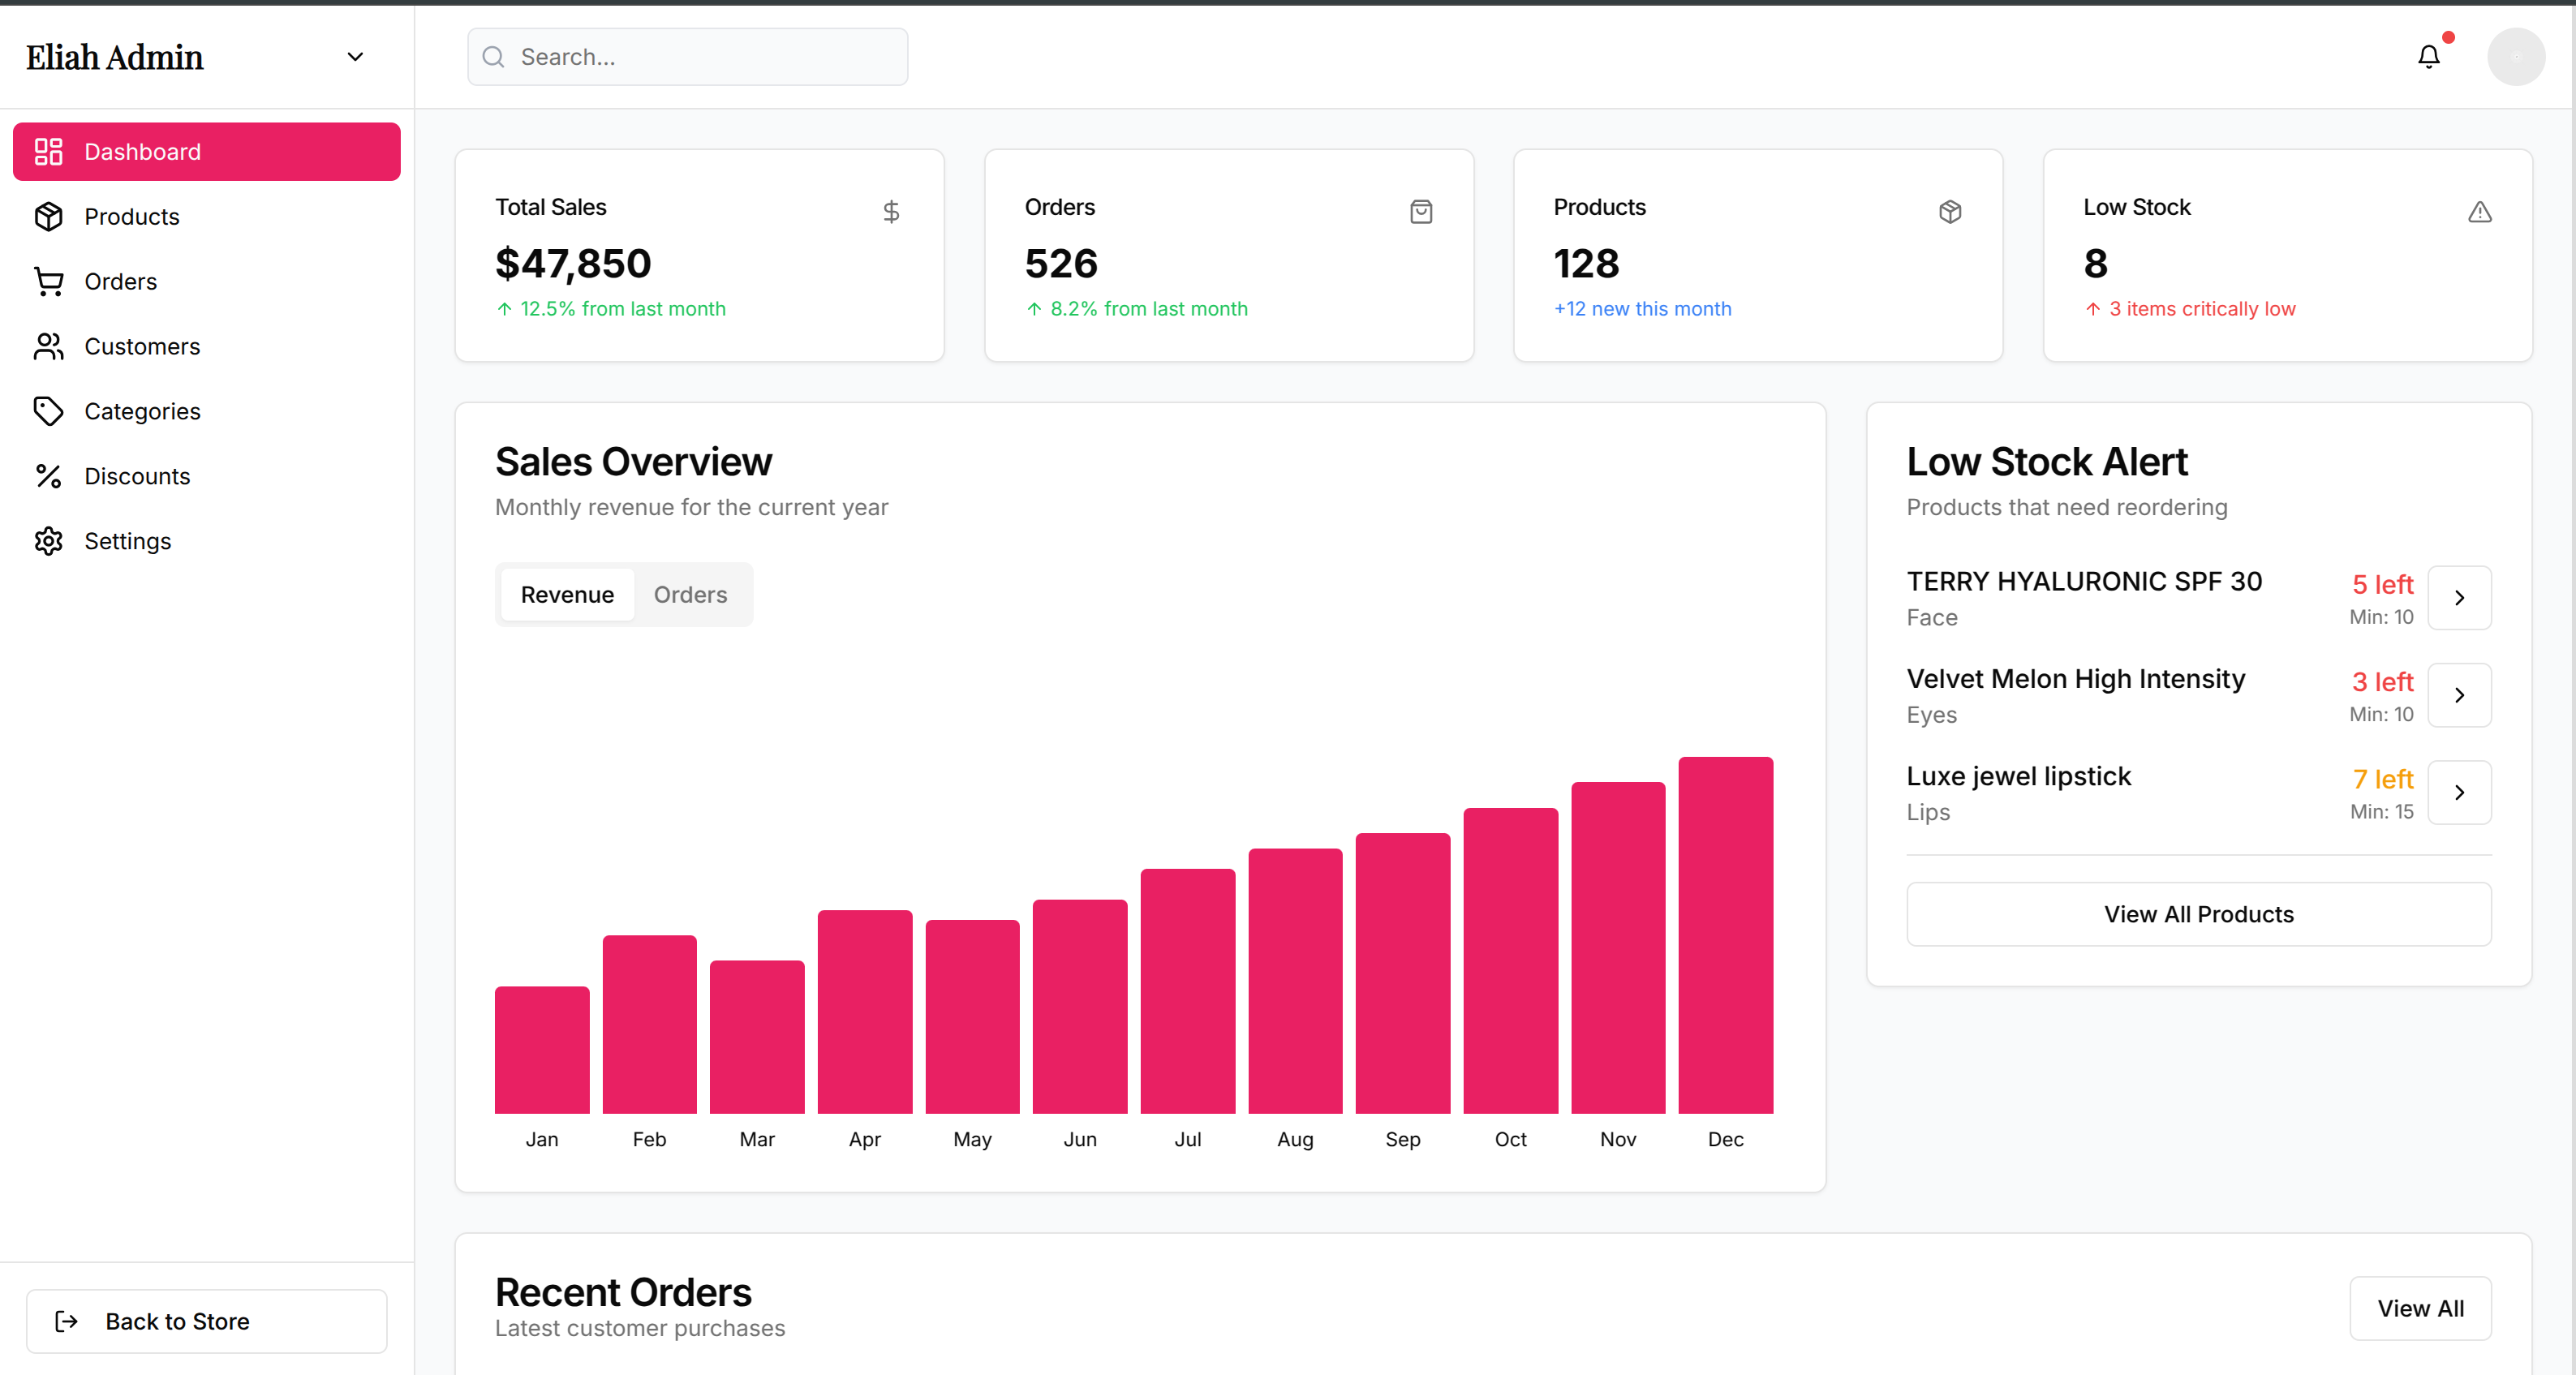 Eliah Admin
Search...
Dashboard
Products
Orders
Customers
Categories
Discounts
Settings
Back to Store
Total Sales
$47,850
↑ 12.5% from last month
Orders
526
↑ 8.2% from last month
Products
128
+12 new this month
Low Stock
8
↑ 3 items critically low
Sales Overview
Monthly revenue for the current year
Revenue Orders
Jan Feb Mar Apr May Jun Jul Aug Sep Oct Nov Dec
Low Stock Alert
Products that need reordering
TERRY HYALURONIC SPF 30 5 left
Face Min: 10
Velvet Melon High Intensity 3 left
Eyes Min: 10
Luxe jewel lipstick 7 left
Lips Min: 15
View All Products
Recent Orders
Latest customer purchases
View All